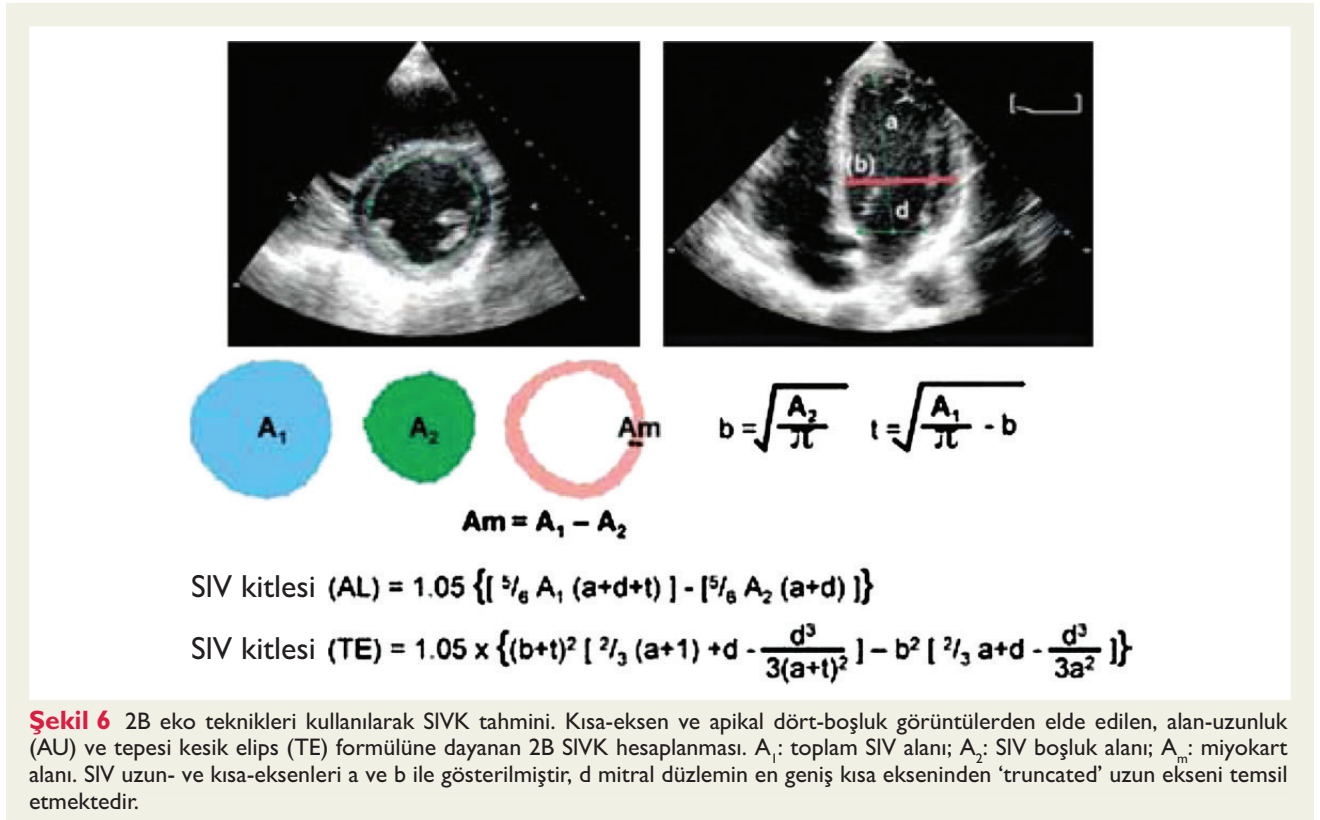 a
(b)
d
A₁ A₂ Am b = √(A₂/π) t = √(A₁/π) - b
Am = A₁ – A₂
SlV kitlesi (AL) = 1.05 {[ ⁵/₆ A₁ (a+d+t) ] - [⁵/₆ A₂ (a+d) ]}
SlV kitlesi (TE) = 1.05 x {(b+t)² [ ²/₃ (a+1) +d - d³/3(a+t)² ] – b² [ ²/₃ a+d - d³/3a² ]}
Şekil 6 2B eko teknikleri kullanılarak SlVK tahmini. Kısa-eksen ve apikal dört-boşluk görüntülerden elde edilen, alan-uzunluk
(AU) ve tepesi kesik elips (TE) formülüne dayanan 2B SlVK hesaplanması. A₁: toplam SlV alanı; A₂: SlV boşluk alanı; Aₘ: miyokart
alanı. SlV uzun- ve kısa-eksenleri a ve b ile gösterilmiştir, d mitral düzlemin en geniş kısa ekseninden ‘truncated’ uzun ekseni temsil
etmektedir.